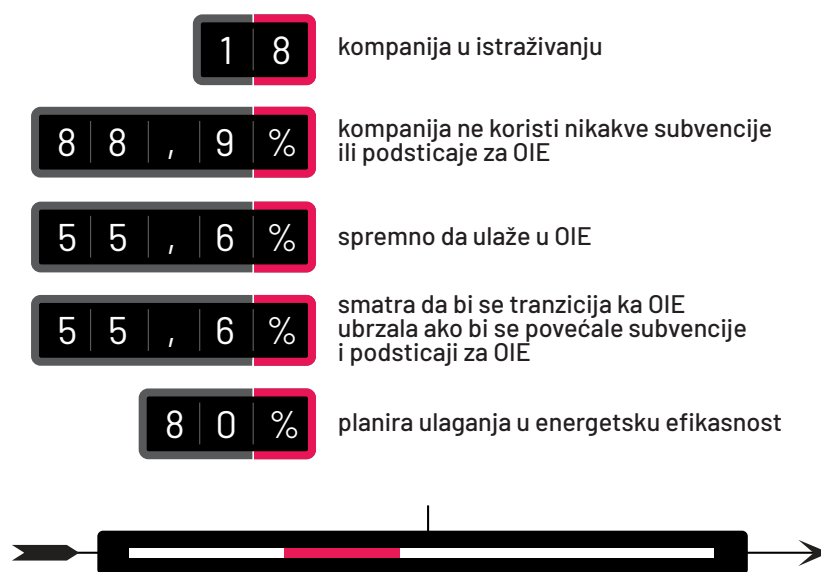 18 kompanija u istraživanju
88,9% kompanija ne koristi nikakve subvencije
ili podsticaje za OIE
55,6% spremno da ulaže u OIE
55,6% smatra da bi se tranzicija ka OIE
ubrzala ako bi se povećale subvencije
i podsticaji za OIE
80% planira ulaganja u energetsku efikasnost